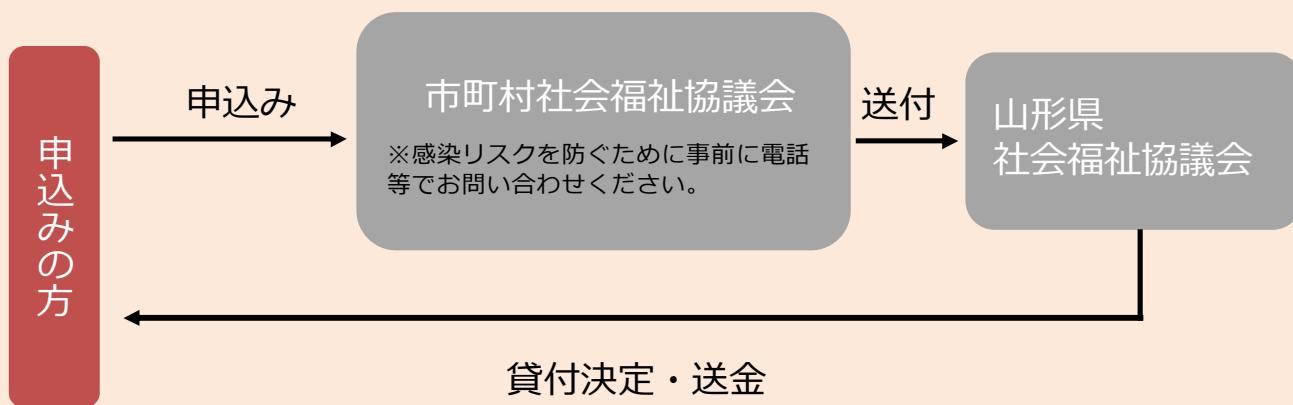 申込みの方
申込み
市町村社会福祉協議会
※感染リスクを防ぐために事前に電話
等でお問い合わせください。
送付
山形県
社会福祉協議会
貸付決定・送金